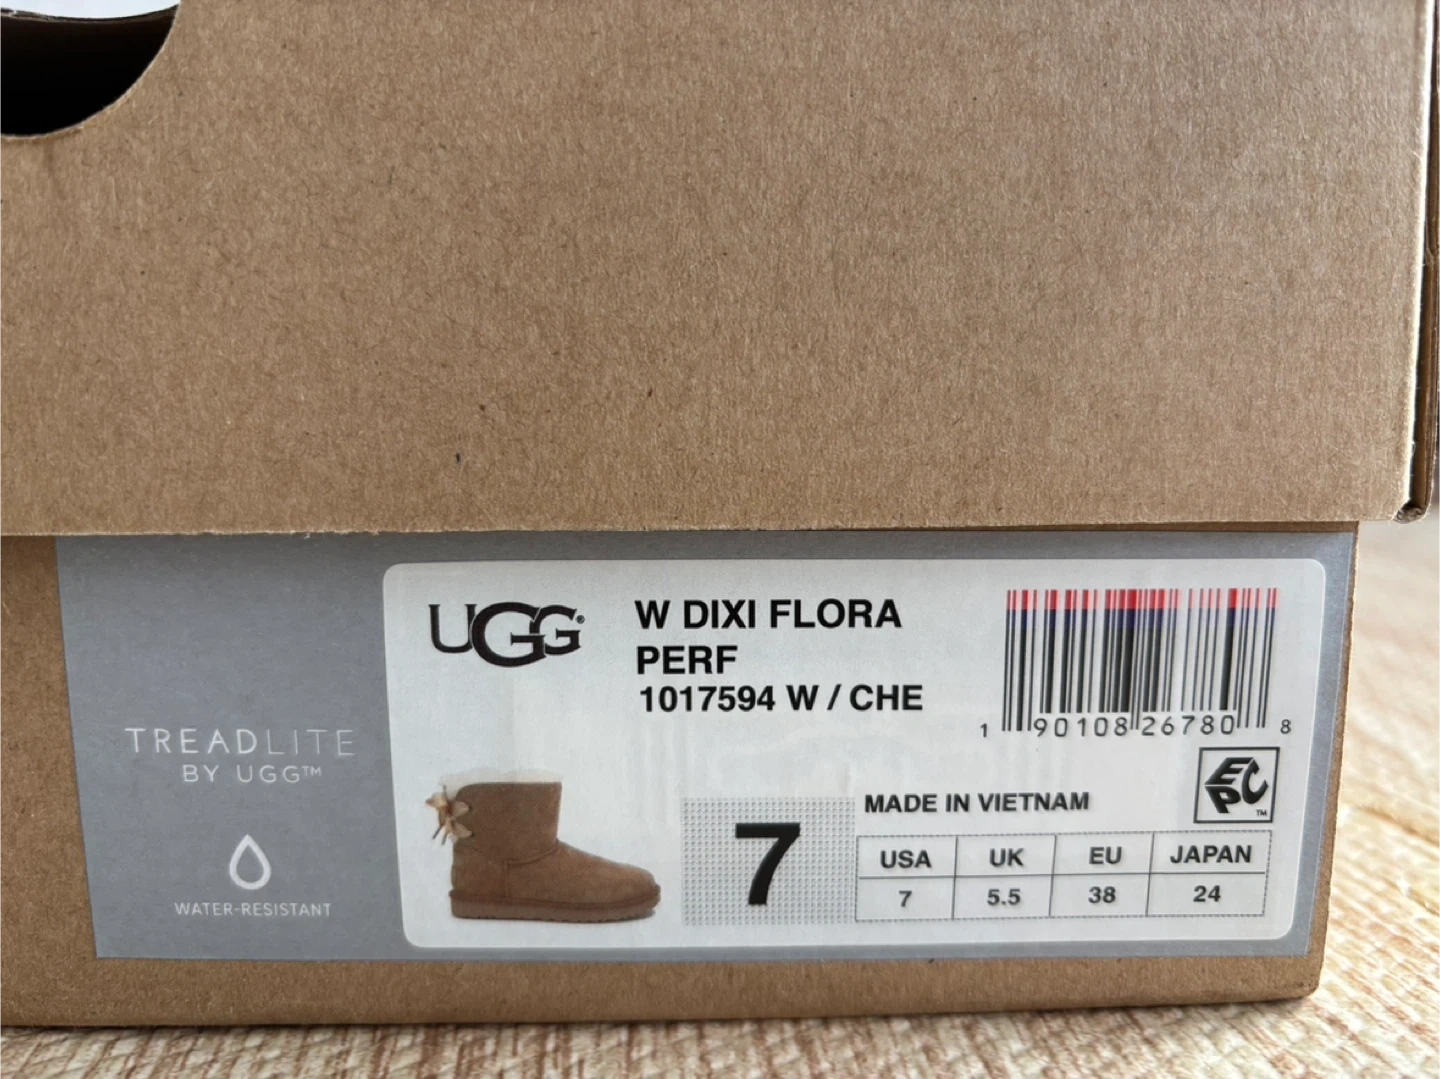 TREADLITE
BY UGG™
WATER-RESISTANT
UGG®
W DIXI FLORA
PERF
1017594 W / CHE
1 90108 26780 8
EPC™
7
MADE IN VIETNAM
USA UK EU JAPAN
7 5.5 38 24